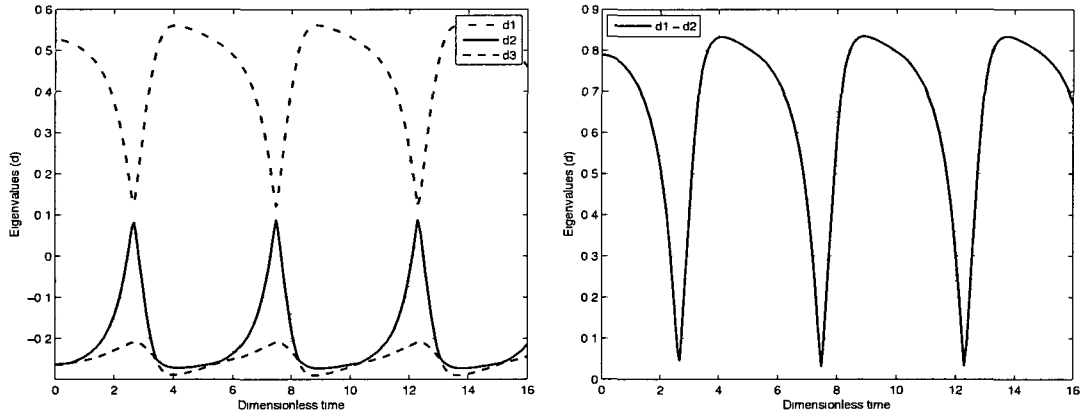 0.6
0.5
0.4
0.3
0.2
0.1
0
−0.1
−0.2
Eigenvalues (d)
0 2 4 6 8 10 12 14 16
Dimensionless time
d1
d2
d3
0.9
0.8
0.7
0.6
0.5
0.4
0.3
0.2
0.1
0
Eigenvalues (d)
0 2 4 6 8 10 12 14 16
Dimensionless time
d1 − d2